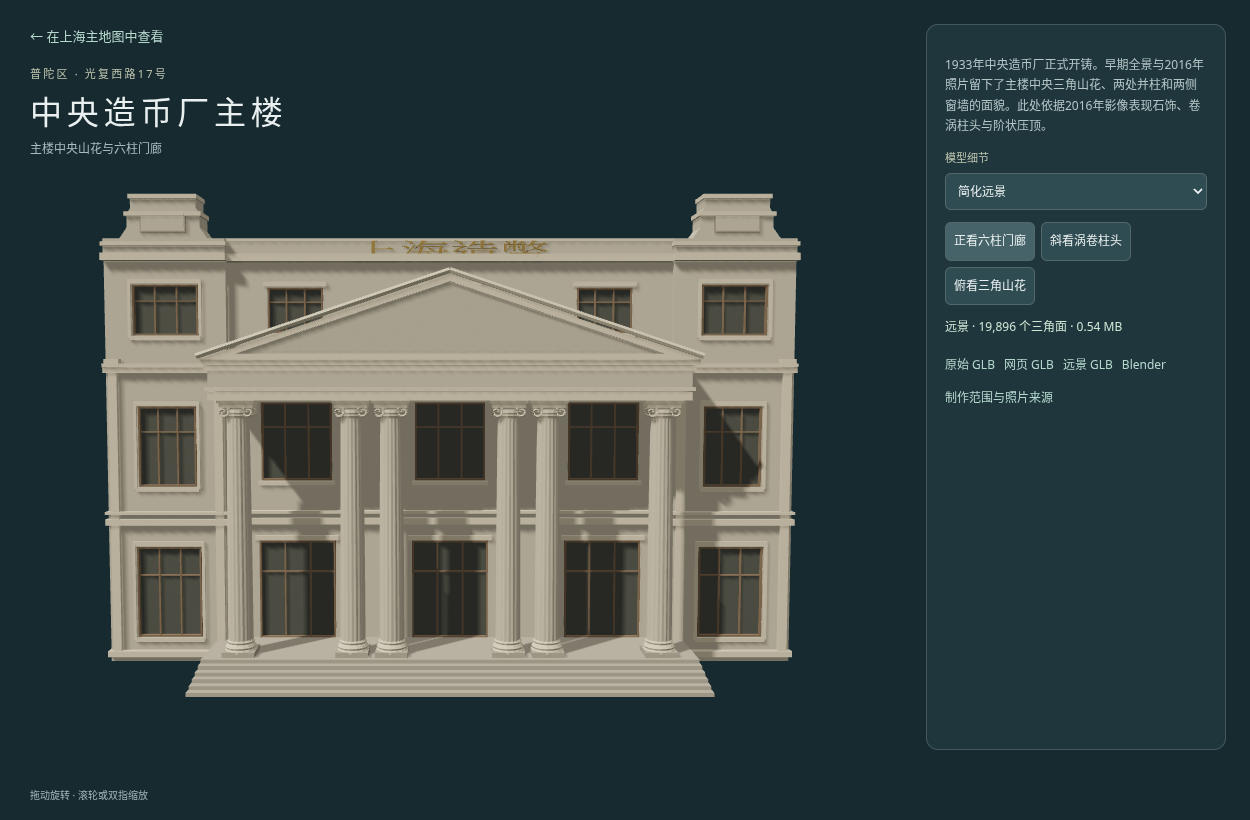 ← 在上海主地图中查看
普陀区 · 光复西路17号
中央造币厂主楼
主楼中央山花与六柱门廊
上海造幣
1933年中央造币厂正式开铸。早期全景与2016年
照片留下了主楼中央三角山花、两处并柱和两侧
窗墙的面貌。此处依据2016年影像表现石饰、卷
涡柱头与阶状压顶。
模型细节
简化远景
正看六柱门廊
斜看涡卷柱头
俯看三角山花
远景 · 19,896 个三角面 · 0.54 MB
原始 GLB 网页 GLB 远景 GLB Blender
制作范围与照片来源
拖动旋转 · 滚轮或双指缩放